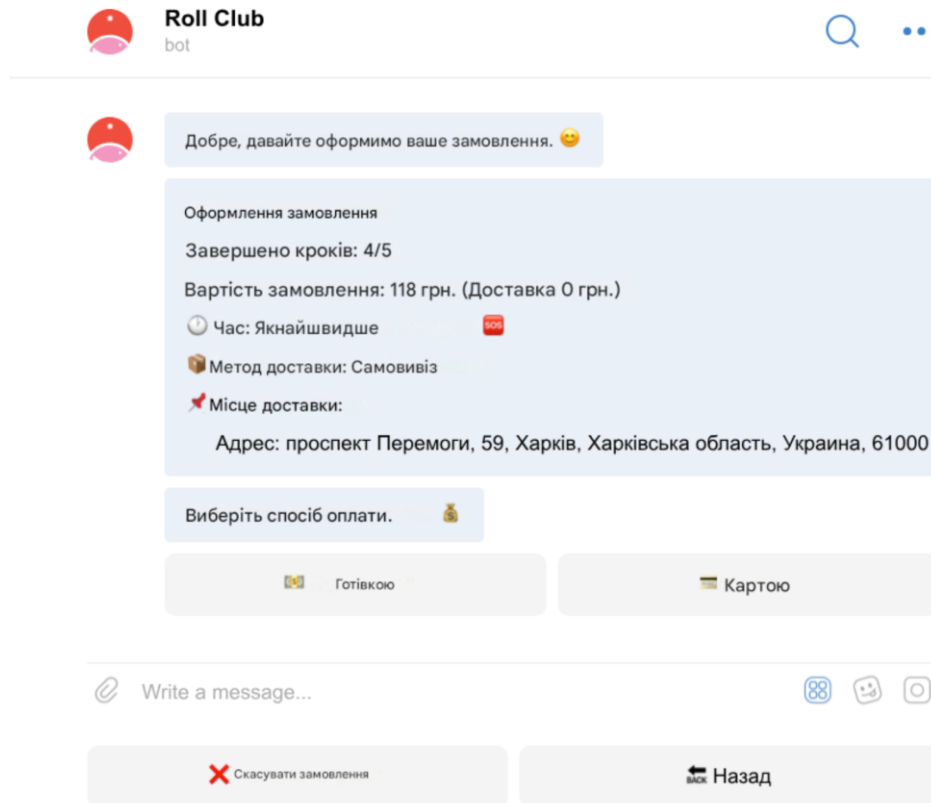 Roll Club
bot
Добре, давайте оформимо ваше замовлення. 😊
Оформлення замовлення
Завершено кроків: 4/5
Вартість замовлення: 118 грн. (Доставка 0 грн.)
🕐 Час: Якнайшвидше 🆘
📦 Метод доставки: Самовивіз
📌 Місце доставки:
Адрес: проспект Перемоги, 59, Харків, Харківська область, Украина, 61000
Виберіть спосіб оплати. 💰
💵 Готівкою
💳 Картою
Write a message...
❌ Скасувати замовлення
🔙 Назад